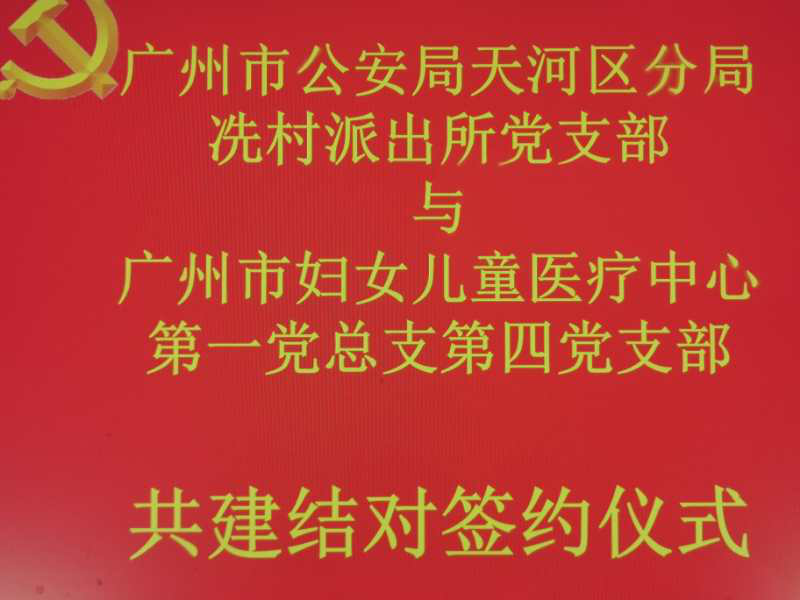 广州市公安局天河区分局
冼村派出所党支部
与
广州市妇女儿童医疗中心
第一党总支第四党支部
共建结对签约仪式